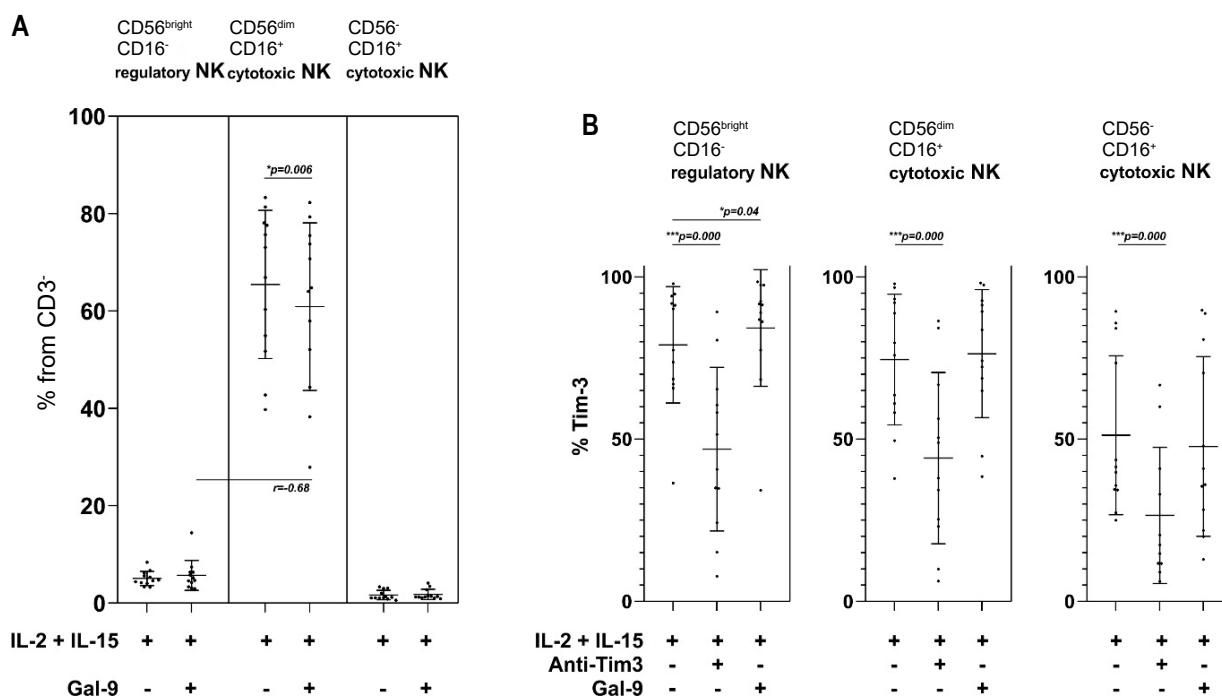 A
CD56bright CD56dim CD56-
CD16- CD16+ CD16+
regulatory NK cytotoxic NK cytotoxic NK
100
80
60
40
20
0
% from CD3-
*p=0.006
r=-0.68
IL-2 + IL-15 + + + + + +
Gal-9 - + - + - +
B
CD56bright CD56dim CD56-
CD16- CD16+ CD16+
regulatory NK cytotoxic NK cytotoxic NK
*p=0.04
***p=0.000 ***p=0.000 ***p=0.000
100 100 100
50 50 50
0 0 0
% Tim-3
IL-2 + IL-15 + + + + + + + + +
Anti-Tim3 - + - - + - - + -
Gal-9 - - + - - + - - +